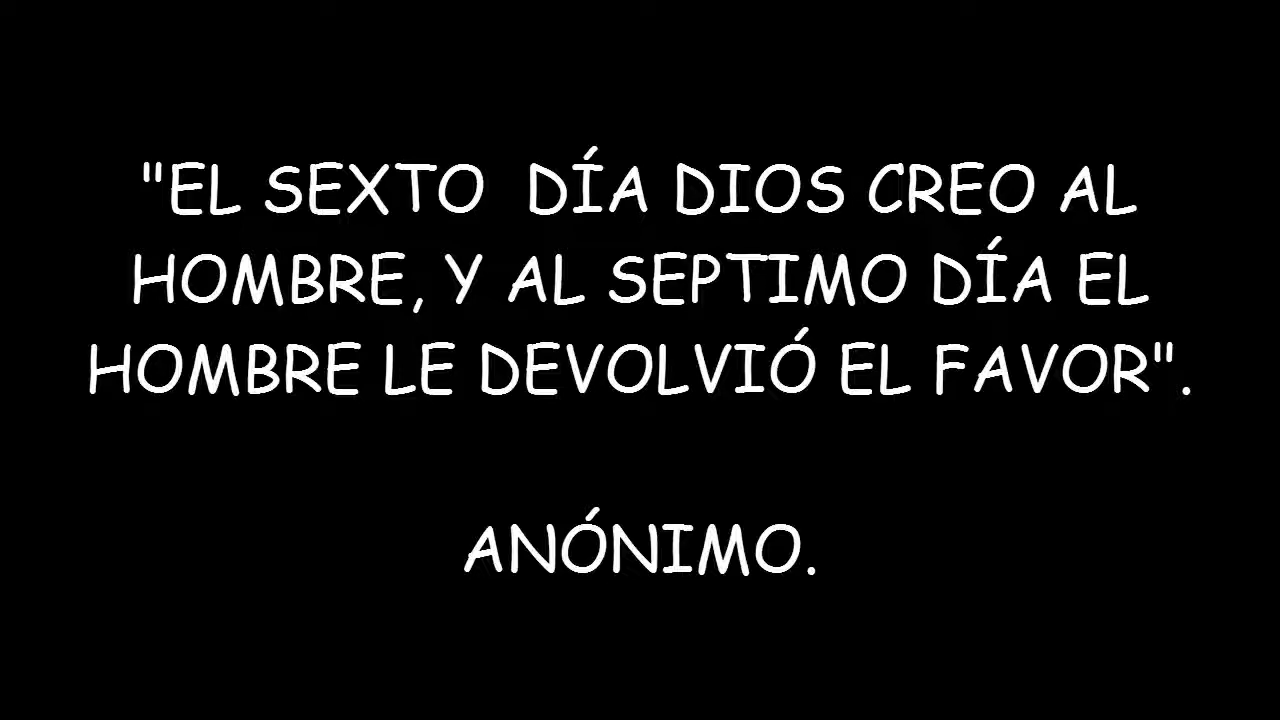 "EL SEXTO DÍA DIOS CREO AL
HOMBRE, Y AL SEPTIMO DÍA EL
HOMBRE LE DEVOLVIÓ EL FAVOR".
ANÓNIMO.